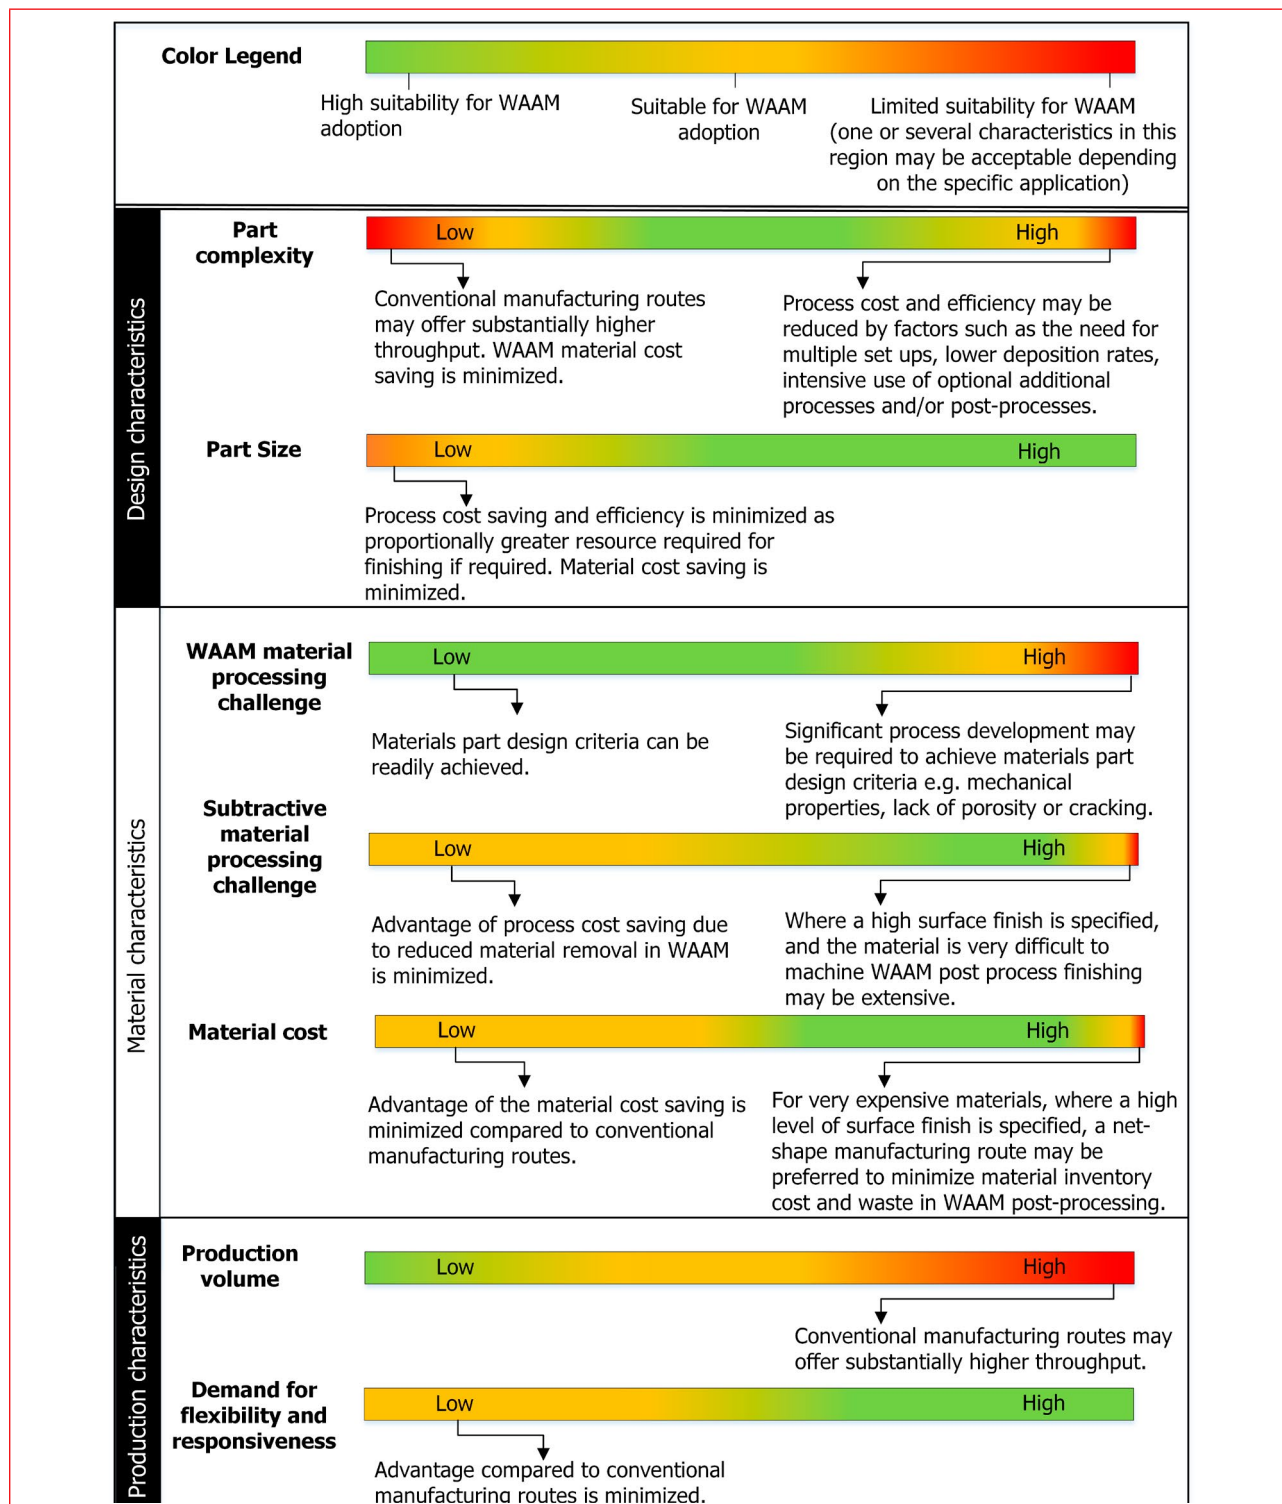 Color Legend
High suitability for WAAM
adoption
Suitable for WAAM
adoption
Limited suitability for WAAM
(one or several characteristics in this
region may be acceptable depending
on the specific application)
Design characteristics
Part
complexity
Low
High
Conventional manufacturing routes
may offer substantially higher
throughput. WAAM material cost
saving is minimized.
Process cost and efficiency may be
reduced by factors such as the need for
multiple set ups, lower deposition rates,
intensive use of optional additional
processes and/or post-processes.
Part Size
Low
High
Process cost saving and efficiency is minimized as
proportionally greater resource required for
finishing if required. Material cost saving is
minimized.
Material characteristics
WAAM material
processing
challenge
Low
High
Materials part design criteria can be
readily achieved.
Significant process development may
be required to achieve materials part
design criteria e.g. mechanical
properties, lack of porosity or cracking.
Subtractive
material
processing
challenge
Low
High
Advantage of process cost saving due
to reduced material removal in WAAM
is minimized.
Where a high surface finish is specified,
and the material is very difficult to
machine WAAM post process finishing
may be extensive.
Material cost
Low
High
Advantage of the material cost saving is
minimized compared to conventional
manufacturing routes.
For very expensive materials, where a high
level of surface finish is specified, a net-
shape manufacturing route may be
preferred to minimize material inventory
cost and waste in WAAM post-processing.
Production characteristics
Production
volume
Low
High
Conventional manufacturing routes may
offer substantially higher throughput.
Demand for
flexibility and
responsiveness
Low
High
Advantage compared to conventional
manufacturing routes is minimized.